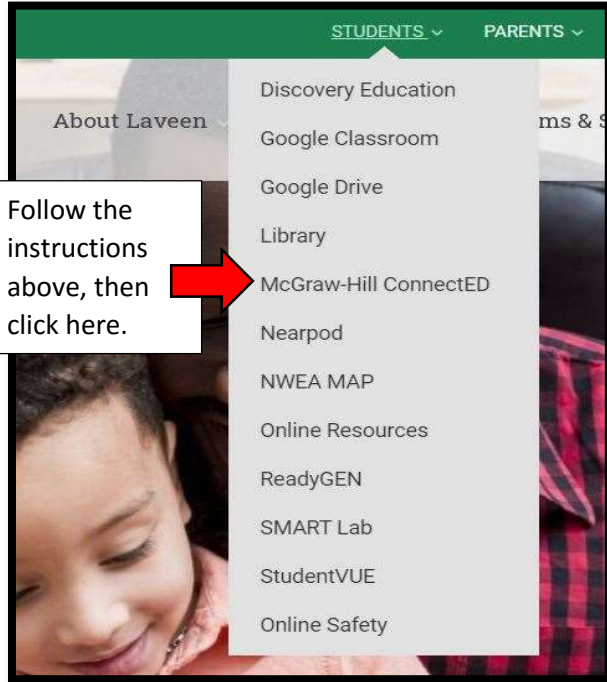 STUDENTS PARENTS
About Laveen ms & S
Discovery Education
Google Classroom
Google Drive
Library
McGraw-Hill ConnectED
Nearpod
NWEA MAP
Online Resources
ReadyGEN
SMART Lab
StudentVUE
Online Safety
Follow the
instructions
above, then
click here.